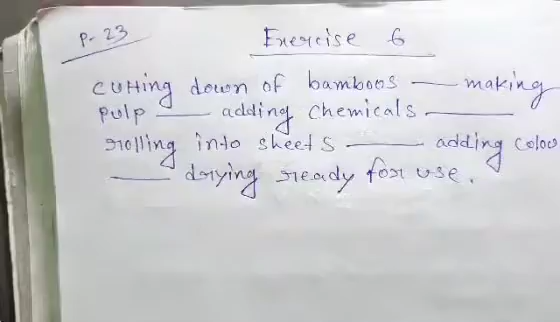 P-23
Exercise 6
cutting down of bamboos — making
pulp — adding chemicals —
rolling into sheets — adding colou
— drying ready for use.